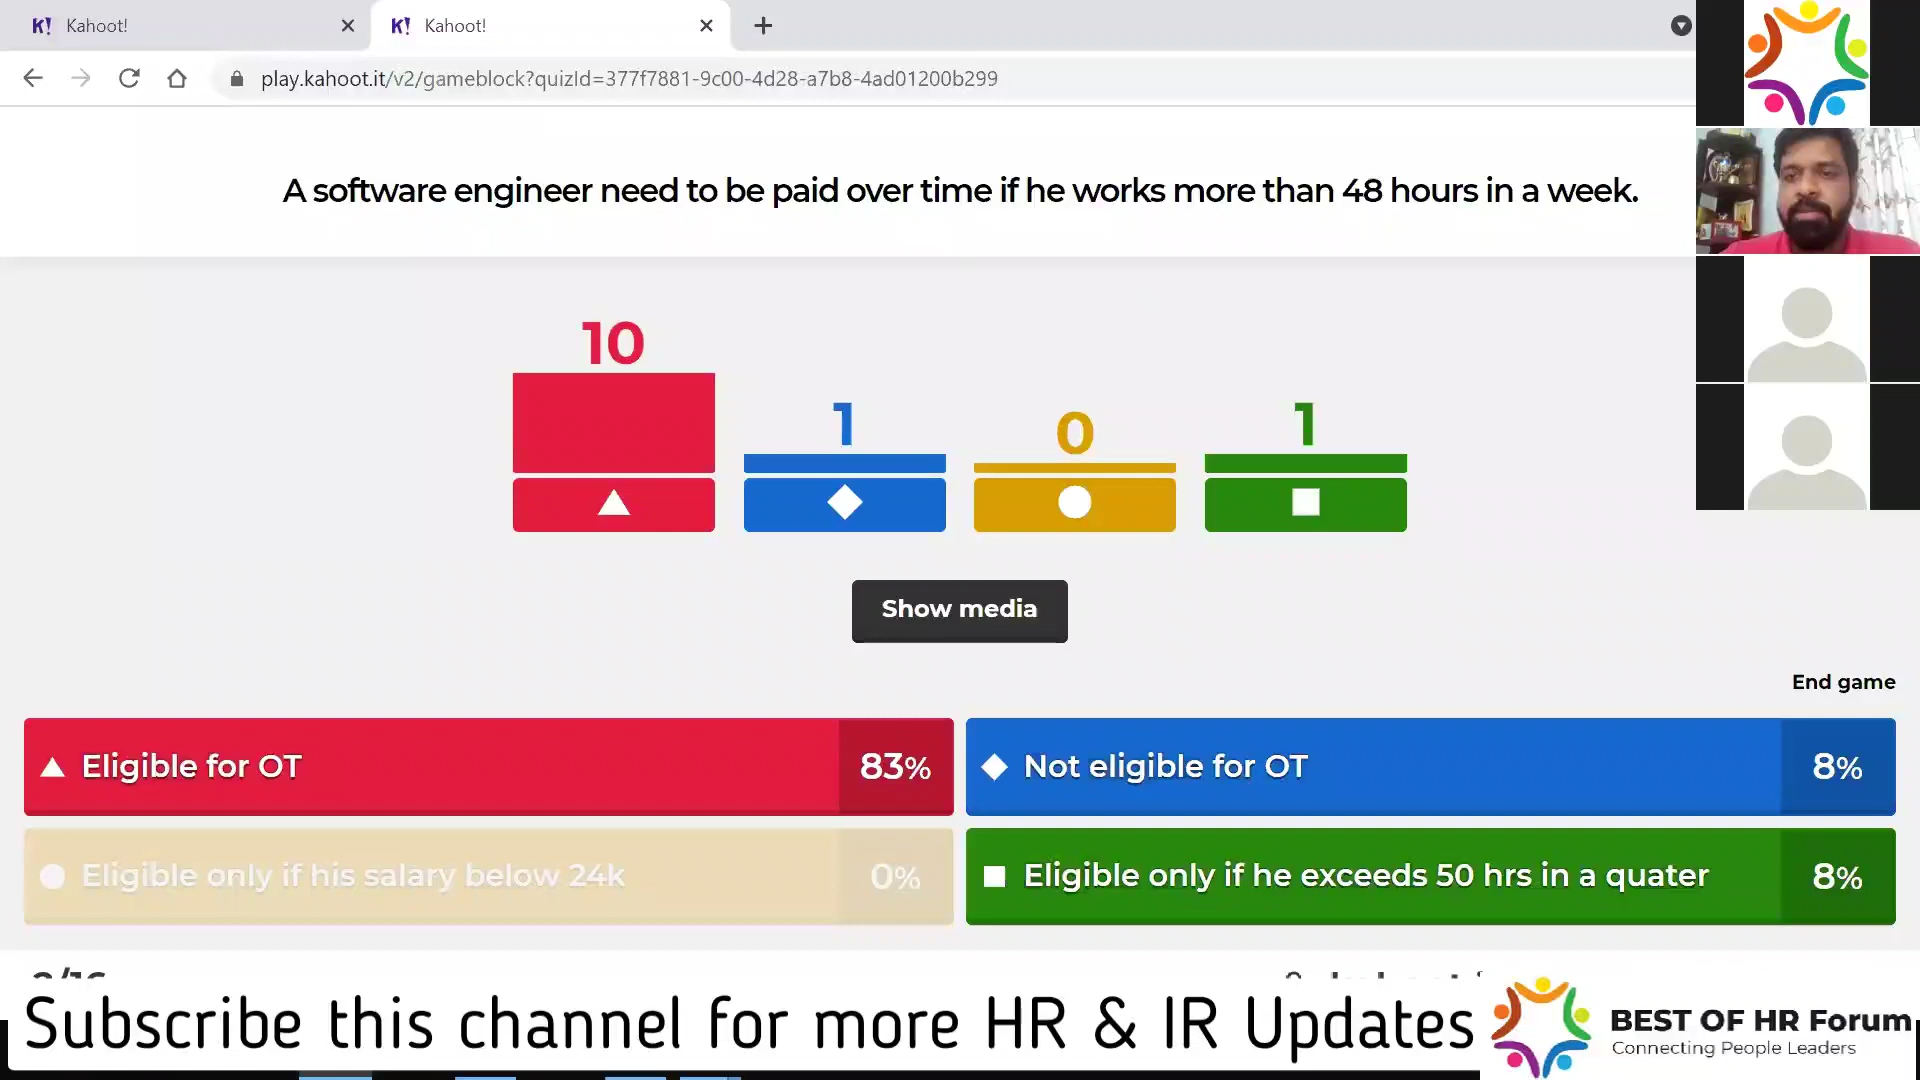 Kahoot!
Kahoot!
play.kahoot.it/v2/gameblock?quizId=377f7881-9c00-4d28-a7b8-4ad01200b299
A software engineer need to be paid over time if he works more than 48 hours in a week.
10
1
0
1
Show media
End game
Eligible for OT 83%
Not eligible for OT 8%
Eligible only if his salary below 24k 0%
Eligible only if he exceeds 50 hrs in a quater 8%
Subscribe this channel for more HR & IR Updates
BEST OF HR Forum
Connecting People Leaders